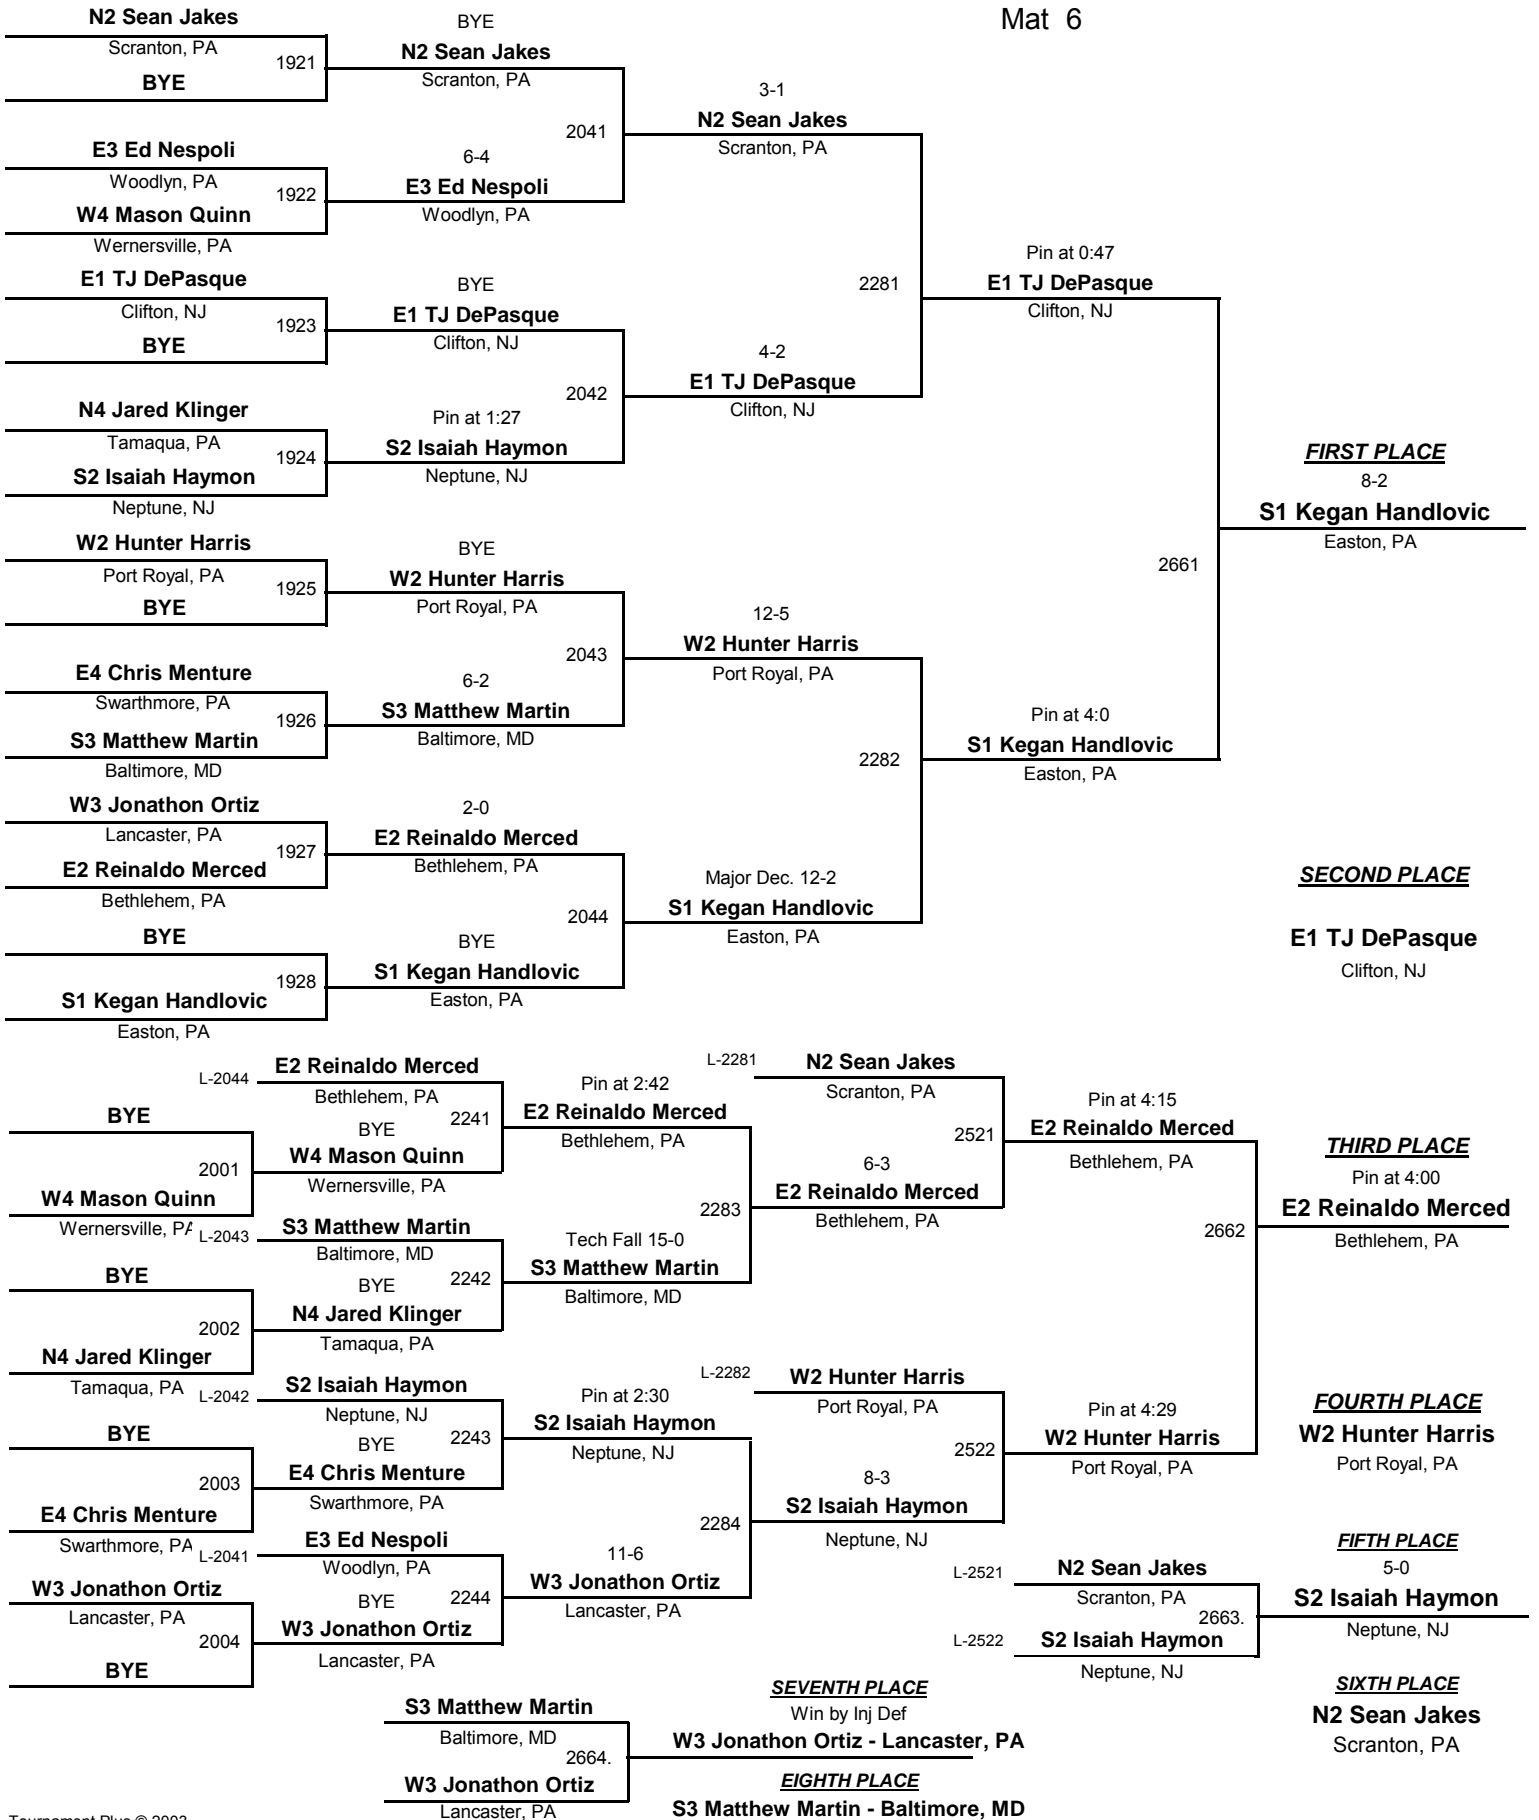 Mat 6
N2 Sean Jakes
Scranton, PA
1921
BYE
E3 Ed Nespoli
Woodlyn, PA
1922
W4 Mason Quinn
Wernersville, PA
E1 TJ DePasque
Clifton, NJ
1923
BYE
N4 Jared Klinger
Tamaqua, PA
1924
S2 Isaiah Haymon
Neptune, NJ
W2 Hunter Harris
Port Royal, PA
1925
BYE
E4 Chris Menture
Swarthmore, PA
1926
S3 Matthew Martin
Baltimore, MD
W3 Jonathon Ortiz
Lancaster, PA
1927
E2 Reinaldo Merced
Bethlehem, PA
BYE
1928
S1 Kegan Handlovic
Easton, PA
BYE
N2 Sean Jakes
Scranton, PA
2041
6-4
E3 Ed Nespoli
Woodlyn, PA
BYE
E1 TJ DePasque
Clifton, NJ
2042
Pin at 1:27
S2 Isaiah Haymon
Neptune, NJ
BYE
W2 Hunter Harris
Port Royal, PA
2043
6-2
S3 Matthew Martin
Baltimore, MD
2-0
E2 Reinaldo Merced
Bethlehem, PA
2044
BYE
S1 Kegan Handlovic
Easton, PA
3-1
N2 Sean Jakes
Scranton, PA
2281
4-2
E1 TJ DePasque
Clifton, NJ
12-5
W2 Hunter Harris
Port Royal, PA
2282
Major Dec. 12-2
S1 Kegan Handlovic
Easton, PA
Pin at 0:47
E1 TJ DePasque
Clifton, NJ
2661
Pin at 4:0
S1 Kegan Handlovic
Easton, PA
FIRST PLACE
8-2
S1 Kegan Handlovic
Easton, PA
SECOND PLACE
E1 TJ DePasque
Clifton, NJ
BYE
2001
W4 Mason Quinn
Wernersville, PA
BYE
2002
N4 Jared Klinger
Tamaqua, PA
BYE
2003
E4 Chris Menture
Swarthmore, PA
W3 Jonathon Ortiz
Lancaster, PA
2004
BYE
L-2044
E2 Reinaldo Merced
Bethlehem, PA
2241
BYE
W4 Mason Quinn
Wernersville, PA
L-2043
S3 Matthew Martin
Baltimore, MD
2242
BYE
N4 Jared Klinger
Tamaqua, PA
L-2042
S2 Isaiah Haymon
Neptune, NJ
2243
BYE
E4 Chris Menture
Swarthmore, PA
L-2041
E3 Ed Nespoli
Woodlyn, PA
2244
BYE
W3 Jonathon Ortiz
Lancaster, PA
Pin at 2:42
E2 Reinaldo Merced
Bethlehem, PA
2283
Tech Fall 15-0
S3 Matthew Martin
Baltimore, MD
Pin at 2:30
S2 Isaiah Haymon
Neptune, NJ
2284
11-6
W3 Jonathon Ortiz
Lancaster, PA
L-2281
N2 Sean Jakes
Scranton, PA
2521
6-3
E2 Reinaldo Merced
Bethlehem, PA
L-2282
W2 Hunter Harris
Port Royal, PA
2522
8-3
S2 Isaiah Haymon
Neptune, NJ
Pin at 4:15
E2 Reinaldo Merced
Bethlehem, PA
2662
Pin at 4:29
W2 Hunter Harris
Port Royal, PA
THIRD PLACE
Pin at 4:00
E2 Reinaldo Merced
Bethlehem, PA
FOURTH PLACE
W2 Hunter Harris
Port Royal, PA
L-2521
N2 Sean Jakes
Scranton, PA
2663.
L-2522
S2 Isaiah Haymon
Neptune, NJ
FIFTH PLACE
5-0
S2 Isaiah Haymon
Neptune, NJ
SIXTH PLACE
N2 Sean Jakes
Scranton, PA
S3 Matthew Martin
Baltimore, MD
2664.
W3 Jonathon Ortiz
Lancaster, PA
SEVENTH PLACE
Win by Inj Def
W3 Jonathon Ortiz - Lancaster, PA
EIGHTH PLACE
S3 Matthew Martin - Baltimore, MD
Tournament Plus © 2003